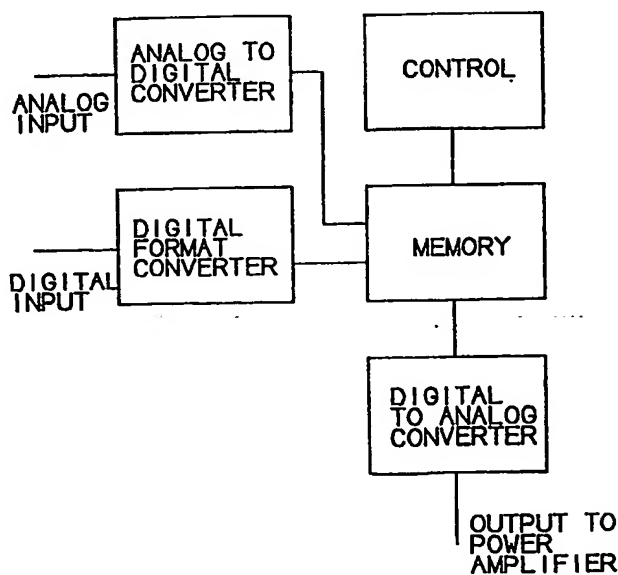 ANALOG TO
DIGITAL
CONVERTER
CONTROL
ANALOG
INPUT
DIGITAL
FORMAT
CONVERTER
MEMORY
DIGITAL
INPUT
DIGITAL
TO ANALOG
CONVERTER
OUTPUT TO
POWER
AMPLIFIER